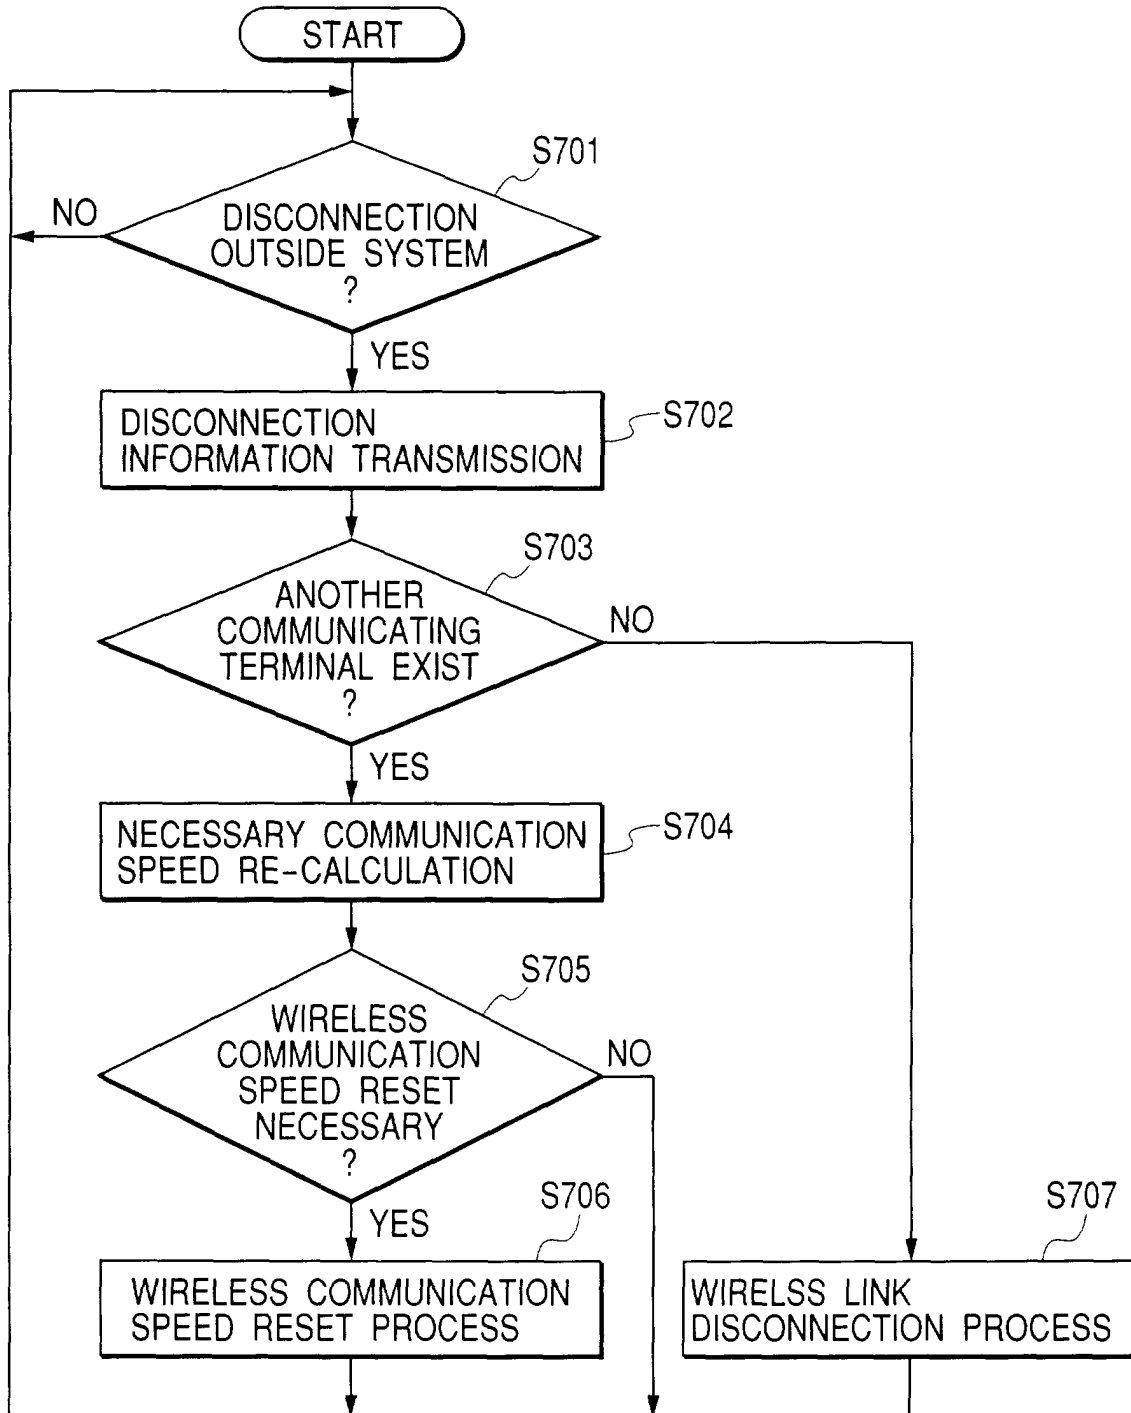 START
S701
NO
DISCONNECTION
OUTSIDE SYSTEM
?
YES
DISCONNECTION
INFORMATION TRANSMISSION
S702
S703
ANOTHER
COMMUNICATING
TERMINAL EXIST
?
NO
YES
NECESSARY COMMUNICATION
SPEED RE-CALCULATION
S704
S705
WIRELESS
COMMUNICATION
SPEED RESET
NECESSARY
?
NO
YES
S706
S707
WIRELESS COMMUNICATION
SPEED RESET PROCESS
WIRELSS LINK
DISCONNECTION PROCESS